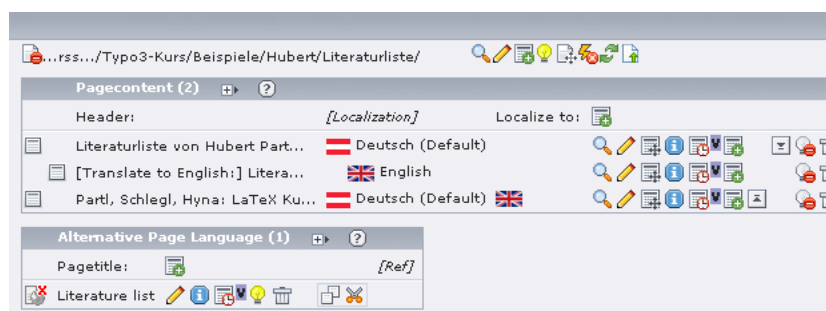 ...rss.../Typo3-Kurs/Beispiele/Hubert/Literaturliste/
Pagecontent (2)
Header: [Localization] Localize to:
Literaturliste von Hubert Part... Deutsch (Default)
[Translate to English:] Litera... English
Partl, Schlegl, Hyna: LaTeX Ku... Deutsch (Default)
Alternative Page Language (1)
Pagetitle: [Ref]
Literature list